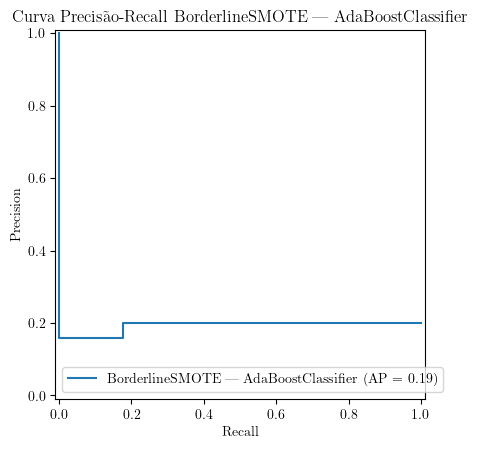 Curva Precisão-Recall BorderlineSMOTE — AdaBoostClassifier
1.0
0.8
0.6
0.4
0.2
0.0
Precision
BorderlineSMOTE — AdaBoostClassifier (AP = 0.19)
0.0 0.2 0.4 0.6 0.8 1.0
Recall